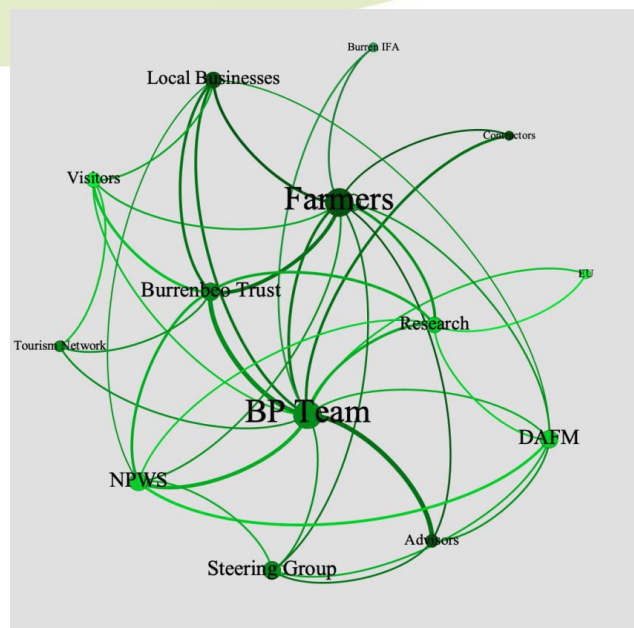 Burren IFA
Local Businesses
Contractors
Visitors
Farmers
EU
Burrenbeo Trust
Research
Tourism Network
BP Team
DAFM
NPWS
Advisors
Steering Group